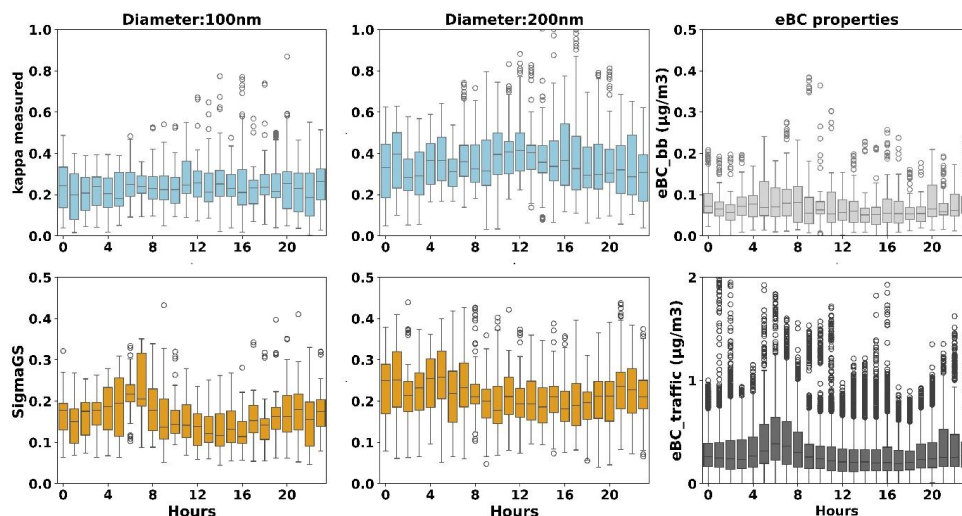 Diameter:100nm
Diameter:200nm
eBC properties
kappa measured
1.0
0.8
0.6
0.4
0.2
0.0
0 4 8 12 16 20
1.0
0.8
0.6
0.4
0.2
0.0
0 4 8 12 16 20
Hours
eBC_bb (µg/m3)
0.5
0.4
0.3
0.2
0.1
0
0 4 8 12 16 20
SigmaGS
0.5
0.4
0.3
0.2
0.1
0.0
0 4 8 12 16 20
Hours
0.5
0.4
0.3
0.2
0.1
0.0
0 4 8 12 16 20
Hours
eBC_traffic (µg/m3)
2
1
0
0 4 8 12 16 20
Hours